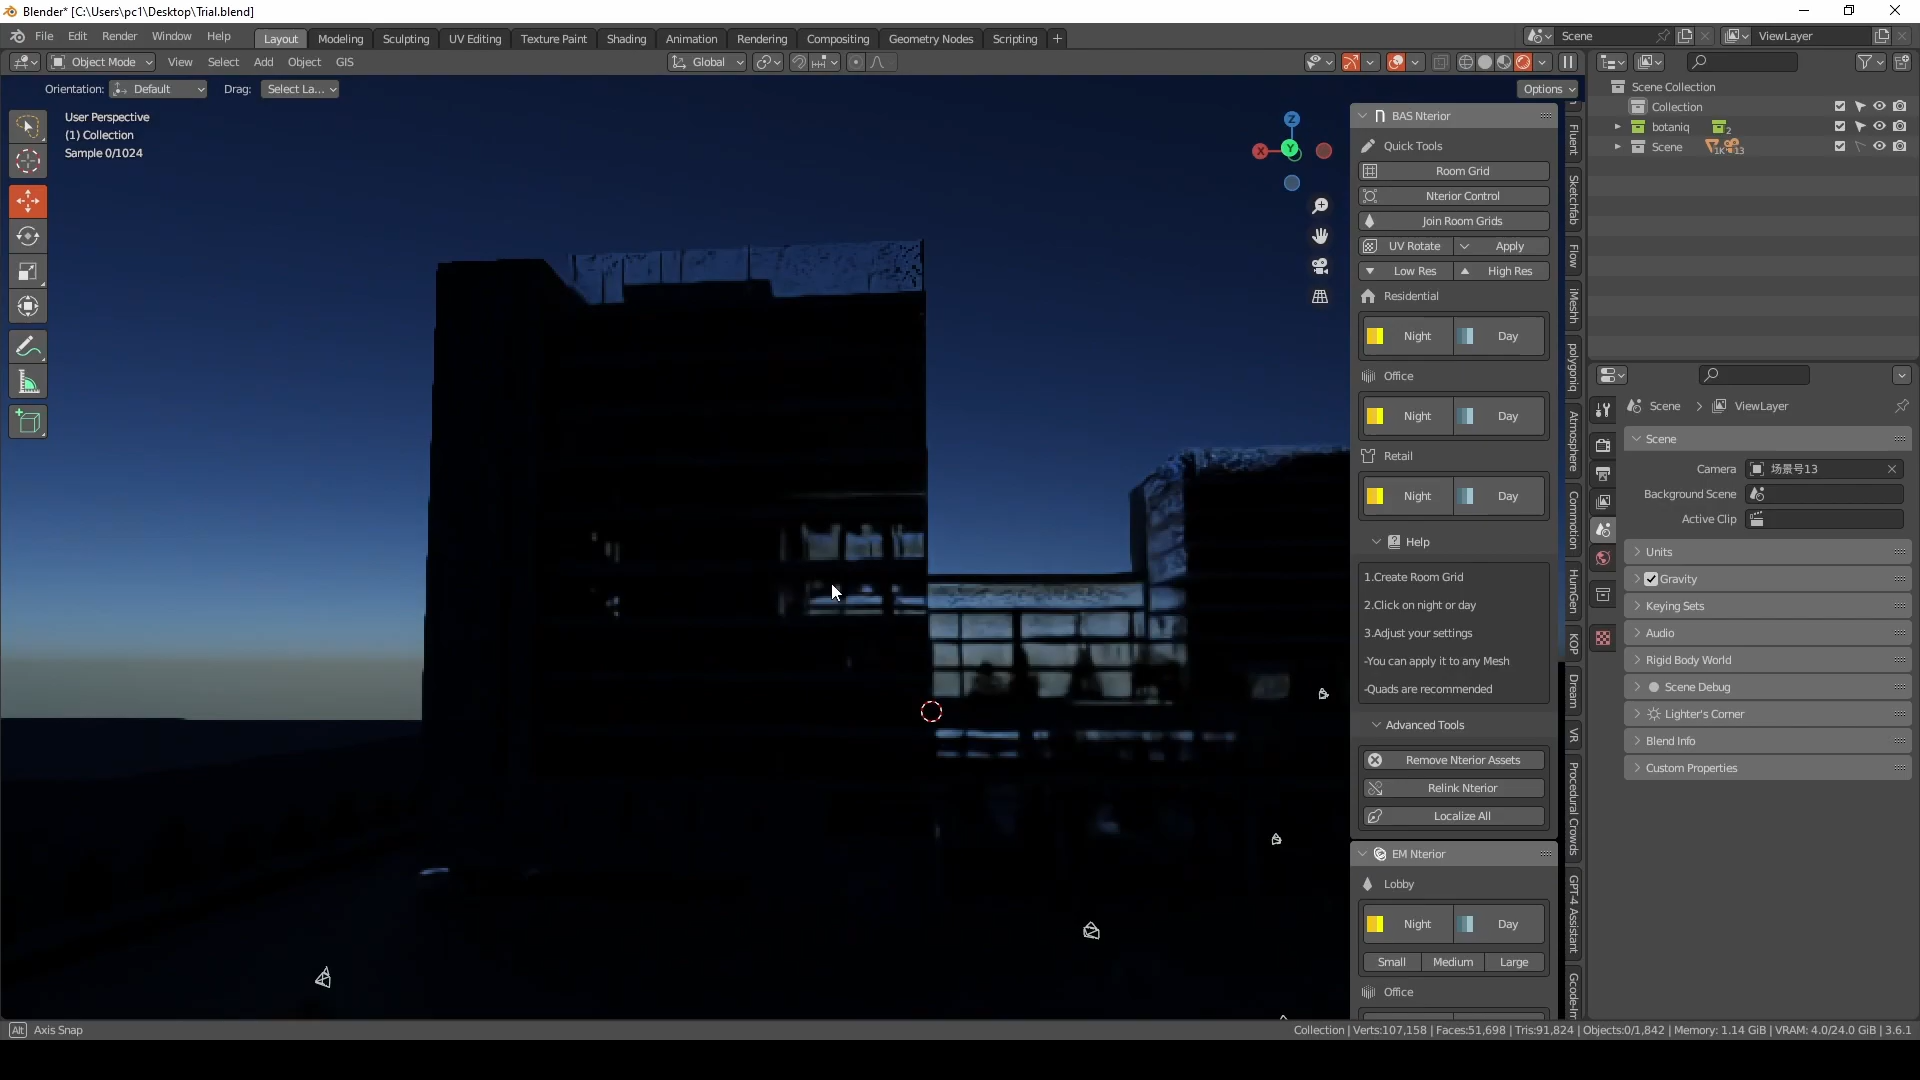 Blender* [C:\Users\pc1\Desktop\Trial.blend]
File Edit Render Window Help Layout Modeling Sculpting UV Editing Texture Paint Shading Animation Rendering Compositing Geometry Nodes Scripting + Scene ViewLayer
Object Mode View Select Add Object GIS Global
Orientation: Default Drag: Select La... Options
User Perspective
(1) Collection
Sample 0/1024
Z
X
Y
BAS Nterior
Quick Tools
Room Grid
Nterior Control
Join Room Grids
UV Rotate Apply
Low Res High Res
Residential
Night Day
Office
Night Day
Retail
Night Day
Help
1.Create Room Grid
2.Click on night or day
3.Adjust your settings
-You can apply it to any Mesh
-Quads are recommended
Advanced Tools
Remove Nterior Assets
Relink Nterior
Localize All
EM Nterior
Lobby
Night Day
Small Medium Large
Office
Fluent
Sketchfab
Flow
iMeshh
polygoniq
Atmosphere
Commotion
HumGen
KOP
Dream
VR
Procedural Crowds
GPT-4 Assistant
Gcode-Im
Scene Collection
Collection
botaniq 2
Scene 1K 13
Scene > ViewLayer
Scene
Camera 场景号13
Background Scene
Active Clip
Units
Gravity
Keying Sets
Audio
Rigid Body World
Scene Debug
Lighter's Corner
Blend Info
Custom Properties
Alt Axis Snap
Collection | Verts:107,158 | Faces:51,698 | Tris:91,824 | Objects:0/1,842 | Memory: 1.14 GiB | VRAM: 4.0/24.0 GiB | 3.6.1